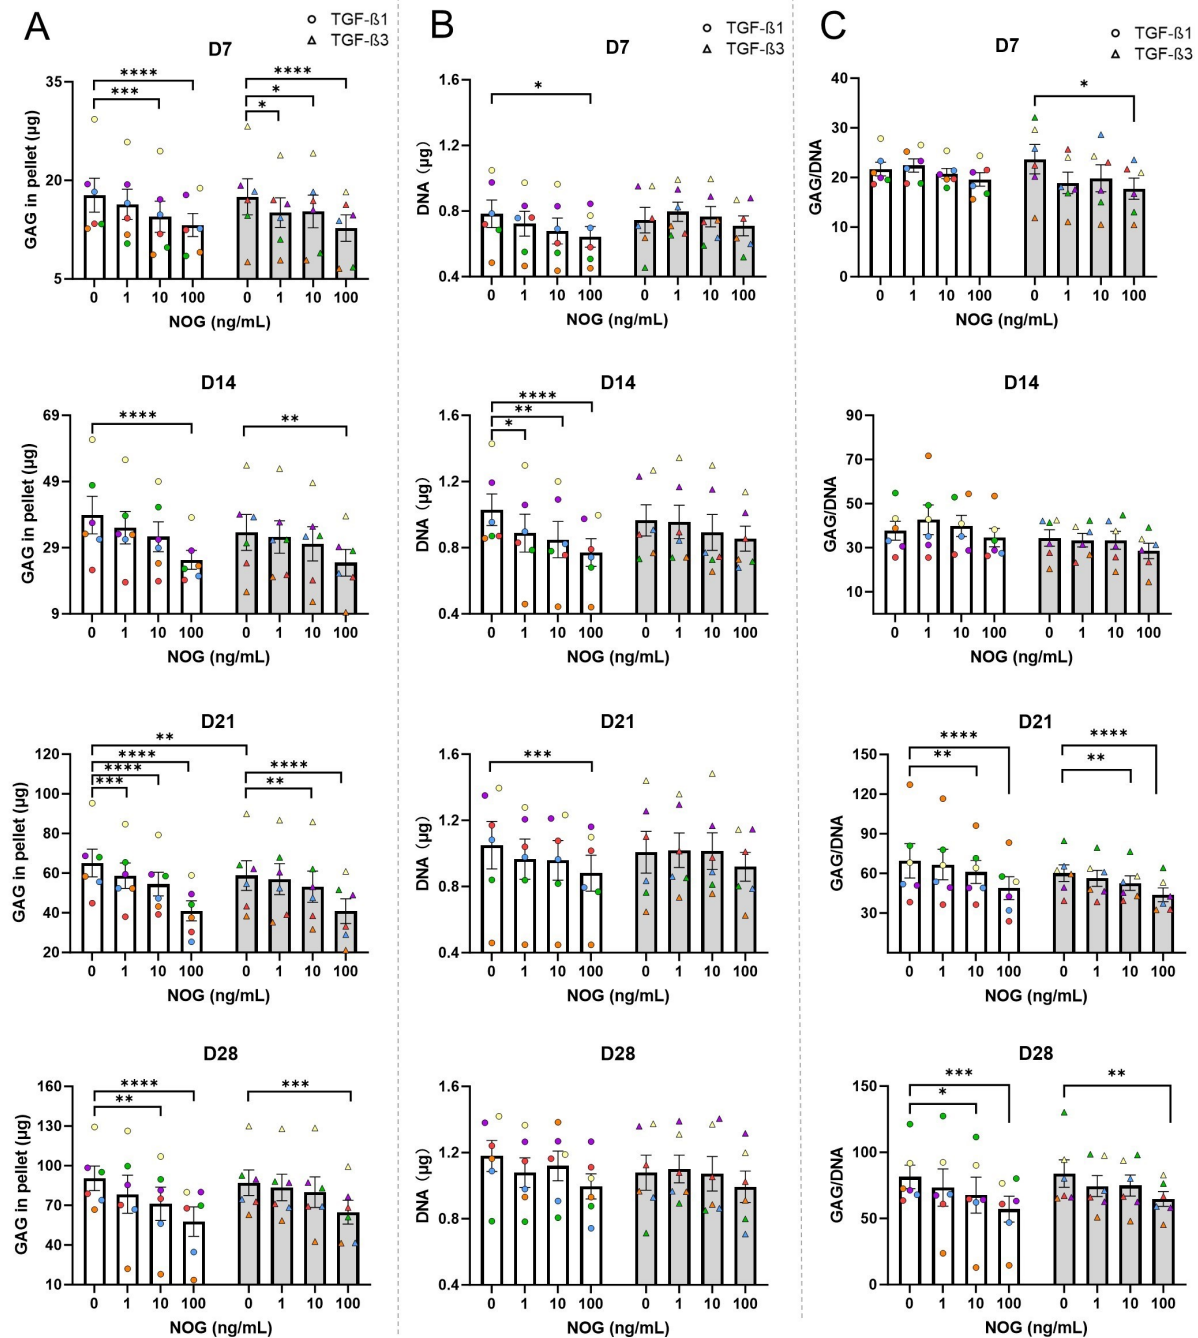 A
○ TGF-ß1
△ TGF-ß3
D7
****
***
****
*
*
GAG in pellet (µg)
35
20
5
0 1 10 100 0 1 10 100
NOG (ng/mL)
D14
****
**
GAG in pellet (µg)
69
49
29
9
0 1 10 100 0 1 10 100
NOG (ng/mL)
D21
**
****
****
***
****
**
GAG in pellet (µg)
120
100
80
60
40
20
0 1 10 100 0 1 10 100
NOG (ng/mL)
D28
****
**
***
GAG in pellet (µg)
160
130
100
70
40
10
0 1 10 100 0 1 10 100
NOG (ng/mL)
B
○ TGF-ß1
△ TGF-ß3
D7
*
DNA (µg)
1.6
1.2
0.8
0.4
0 1 10 100 0 1 10 100
NOG (ng/mL)
D14
****
**
*
DNA (µg)
1.6
1.2
0.8
0.4
0 1 10 100 0 1 10 100
NOG (ng/mL)
D21
***
DNA (µg)
1.6
1.2
0.8
0.4
0 1 10 100 0 1 10 100
NOG (ng/mL)
D28
DNA (µg)
1.6
1.2
0.8
0.4
0 1 10 100 0 1 10 100
NOG (ng/mL)
C
○ TGF-ß1
△ TGF-ß3
D7
*
GAG/DNA
40
30
20
10
0
0 1 10 100 0 1 10 100
NOG (ng/mL)
D14
GAG/DNA
90
70
50
30
10
0 1 10 100 0 1 10 100
NOG (ng/mL)
D21
****
**
****
**
GAG/DNA
150
120
90
60
30
0 1 10 100 0 1 10 100
NOG (ng/mL)
D28
***
*
**
GAG/DNA
150
100
50
0
0 1 10 100 0 1 10 100
NOG (ng/mL)